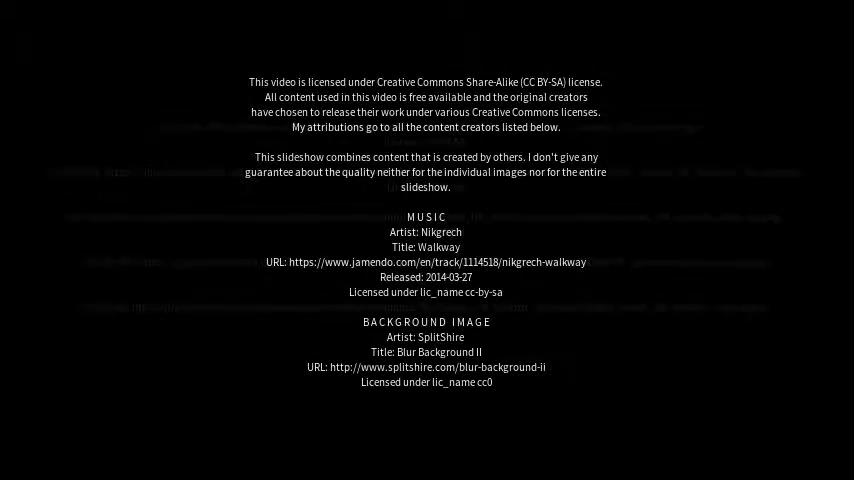 This video is licensed under Creative Commons Share-Alike (CC BY-SA) license.
All content used in this video is free available and the original creators
have chosen to release their work under various Creative Commons licenses.
My attributions go to all the content creators listed below.
This slideshow combines content that is created by others. I don't give any
guarantee about the quality neither for the individual images nor for the entire
slideshow.
MUSIC
Artist: Nikgrech
Title: Walkway
URL: https://www.jamendo.com/en/track/1114518/nikgrech-walkway
Released: 2014-03-27
Licensed under lic_name cc-by-sa
BACKGROUND IMAGE
Artist: SplitShire
Title: Blur Background II
URL: http://www.splitshire.com/blur-background-ii
Licensed under lic_name cc0